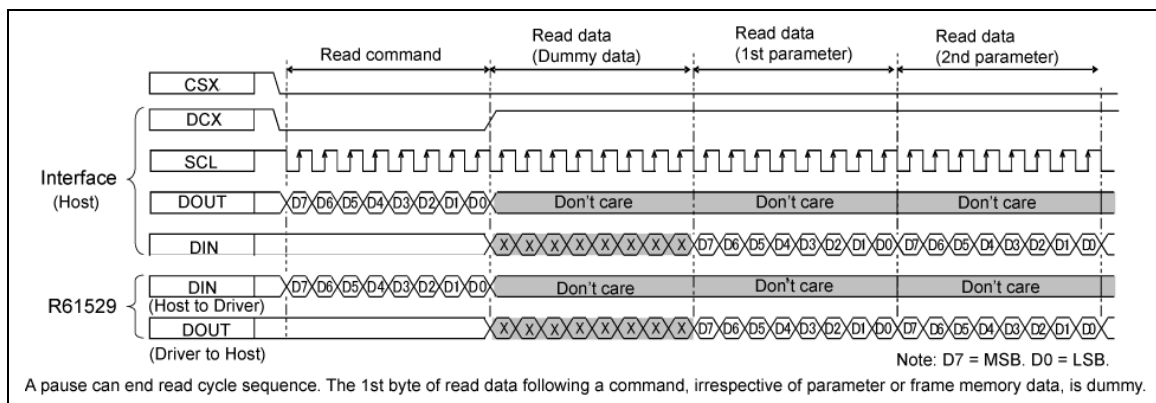 Read command
Read data
(Dummy data)
Read data
(1st parameter)
Read data
(2nd parameter)
CSX
DCX
SCL
Interface
(Host)
DOUT
D7 D6 D5 D4 D3 D2 D1 D0
Don't care
Don't care
Don't care
DIN
X X X X X X X X
D7 D6 D5 D4 D3 D2 D1 D0
D7 D6 D5 D4 D3 D2 D1 D0
R61529
DIN
D7 D6 D5 D4 D3 D2 D1 D0
Don't care
Don't care
Don't care
(Host to Driver)
DOUT
X X X X X X X X
D7 D6 D5 D4 D3 D2 D1 D0
D7 D6 D5 D4 D3 D2 D1 D0
(Driver to Host)
Note: D7 = MSB. D0 = LSB.
A pause can end read cycle sequence. The 1st byte of read data following a command, irrespective of parameter or frame memory data, is dummy.